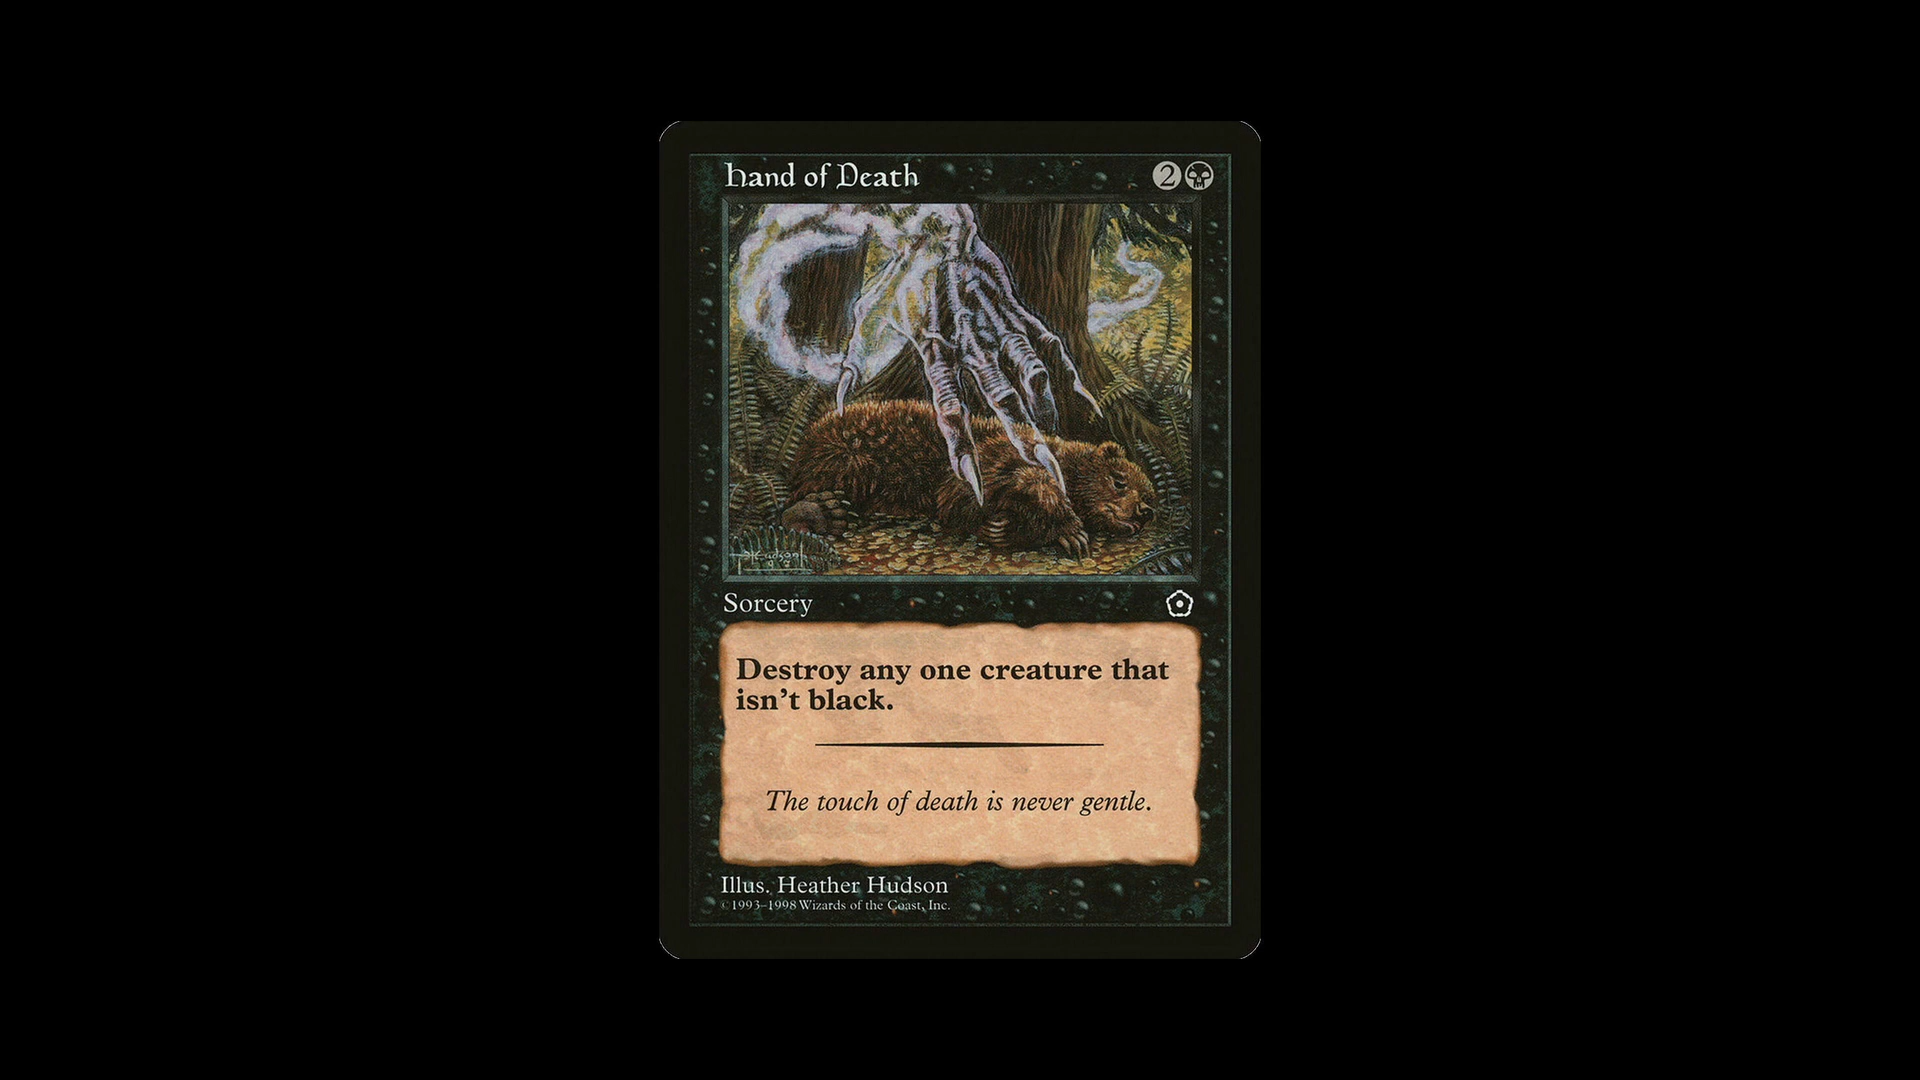 Hand of Death 2
Sorcery
Destroy any one creature that
isn't black.
The touch of death is never gentle.
Illus. Heather Hudson
©1993–1998 Wizards of the Coast, Inc.